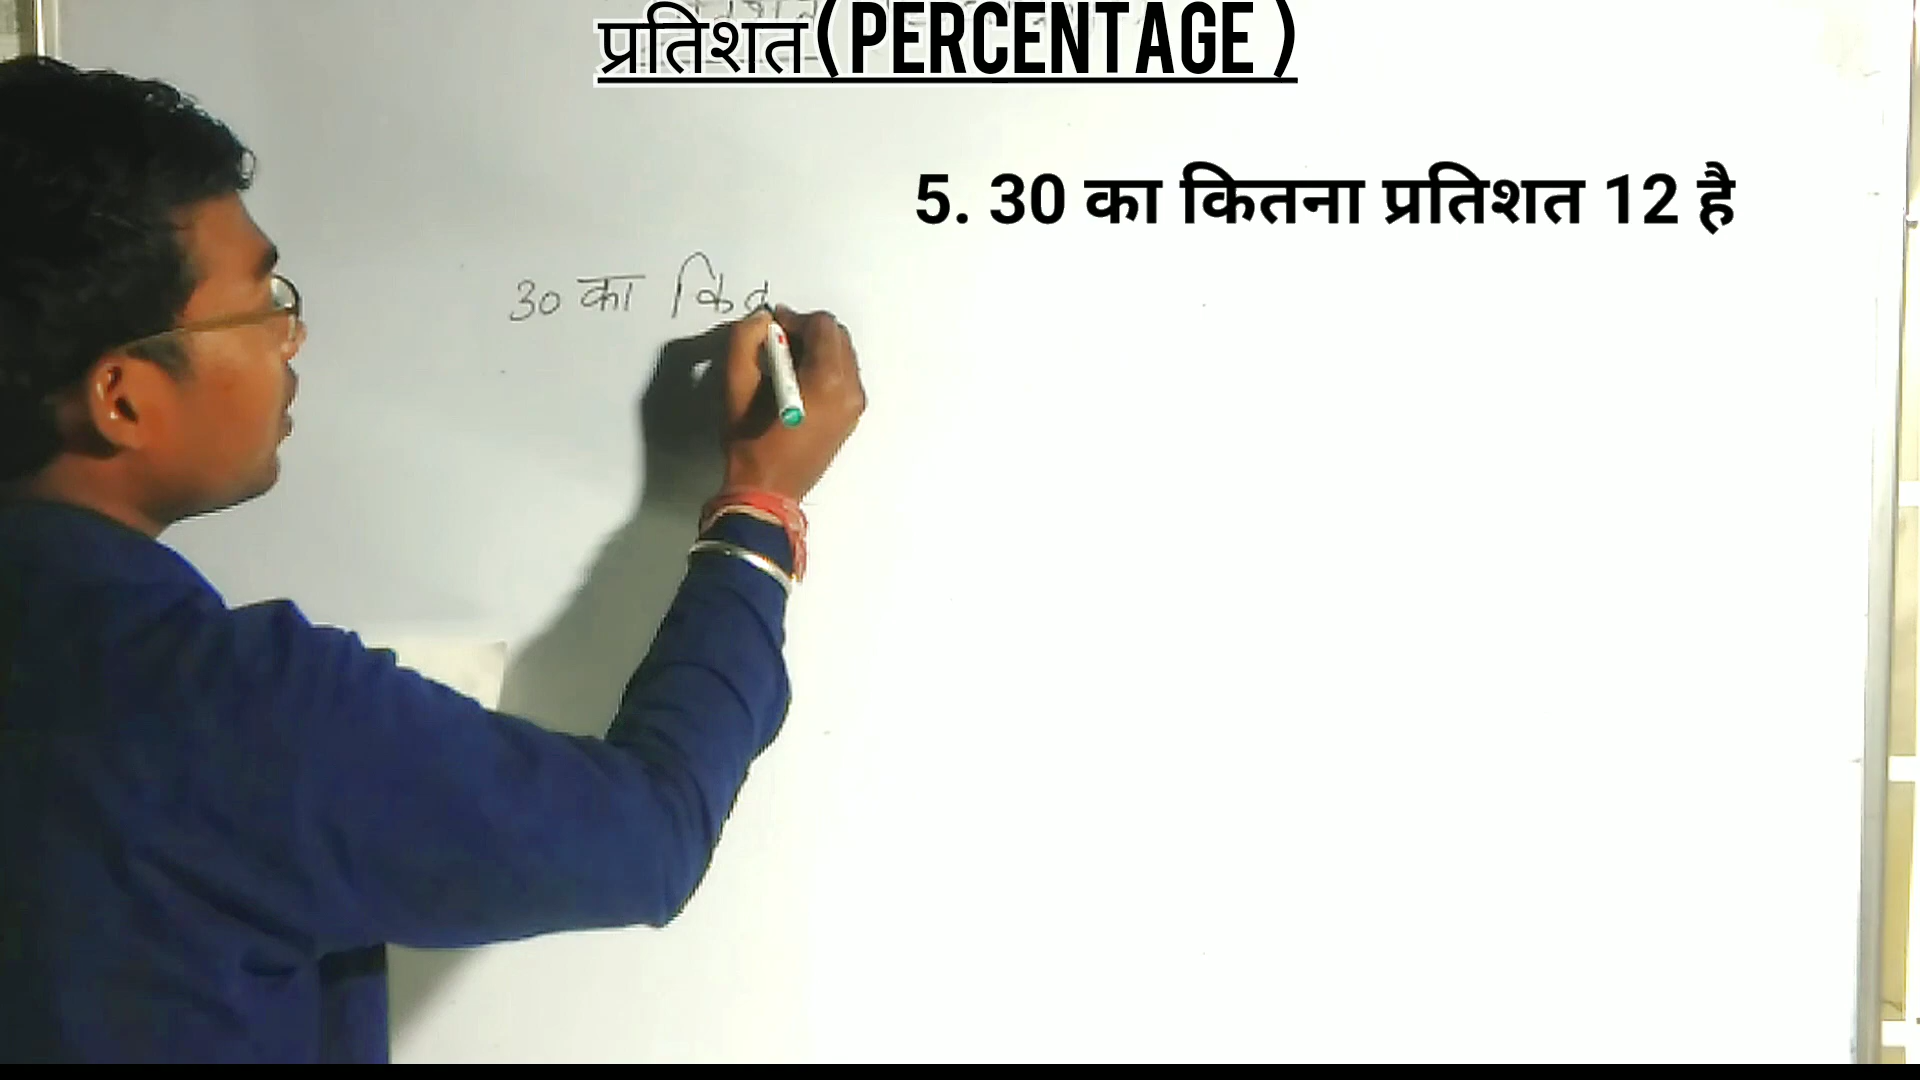 प्रतिशत( PERCENTAGE )
5. 30 का कितना प्रतिशत 12 है
30 का कित